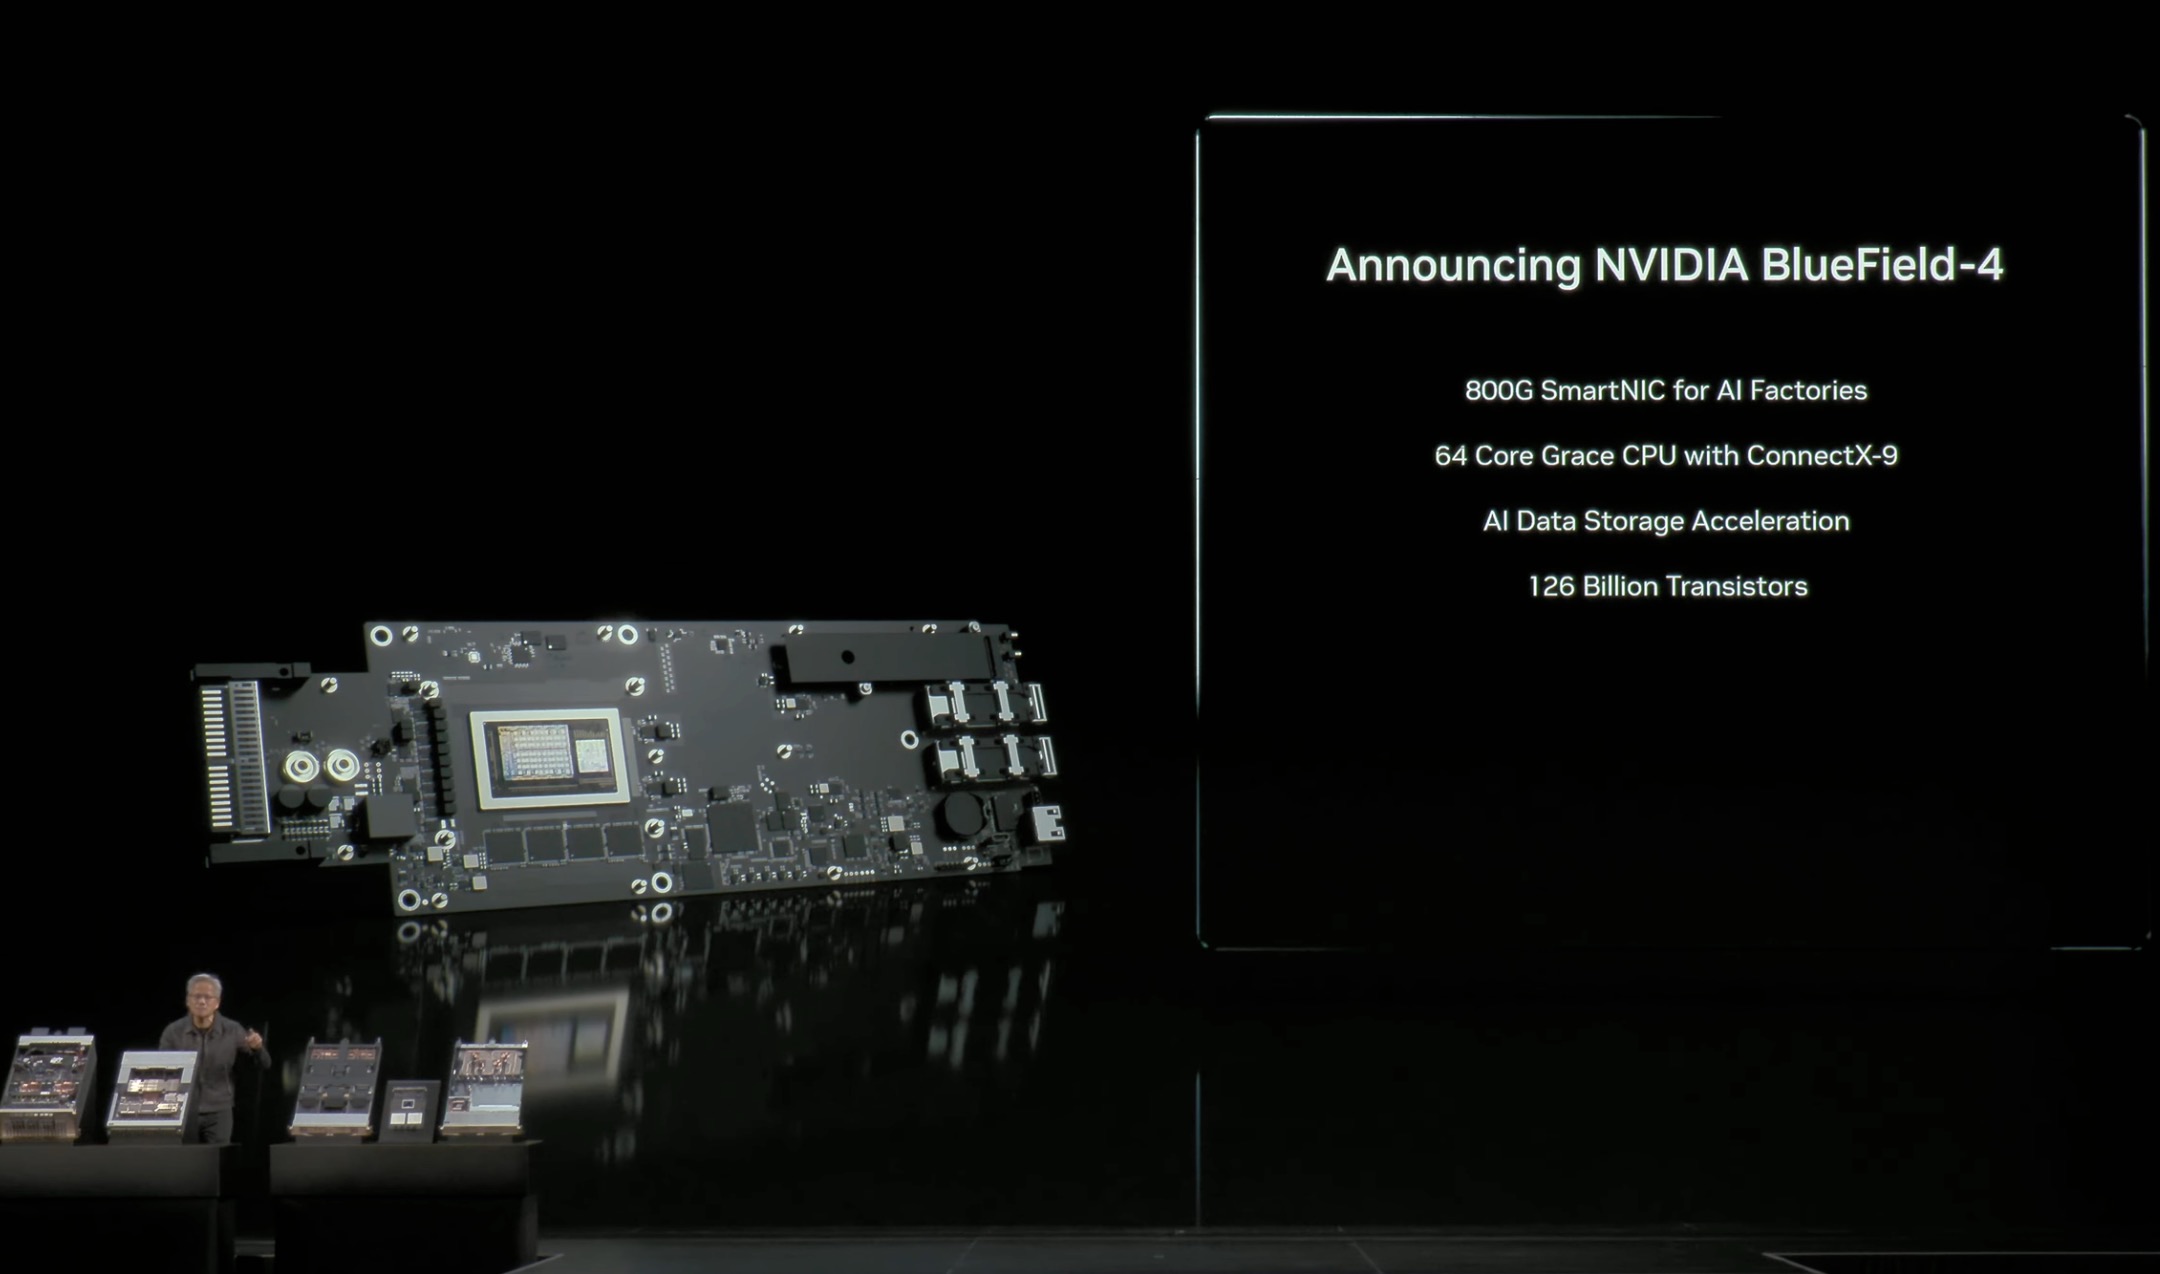 Announcing NVIDIA BlueField-4
800G SmartNIC for AI Factories
64 Core Grace CPU with ConnectX-9
AI Data Storage Acceleration
126 Billion Transistors